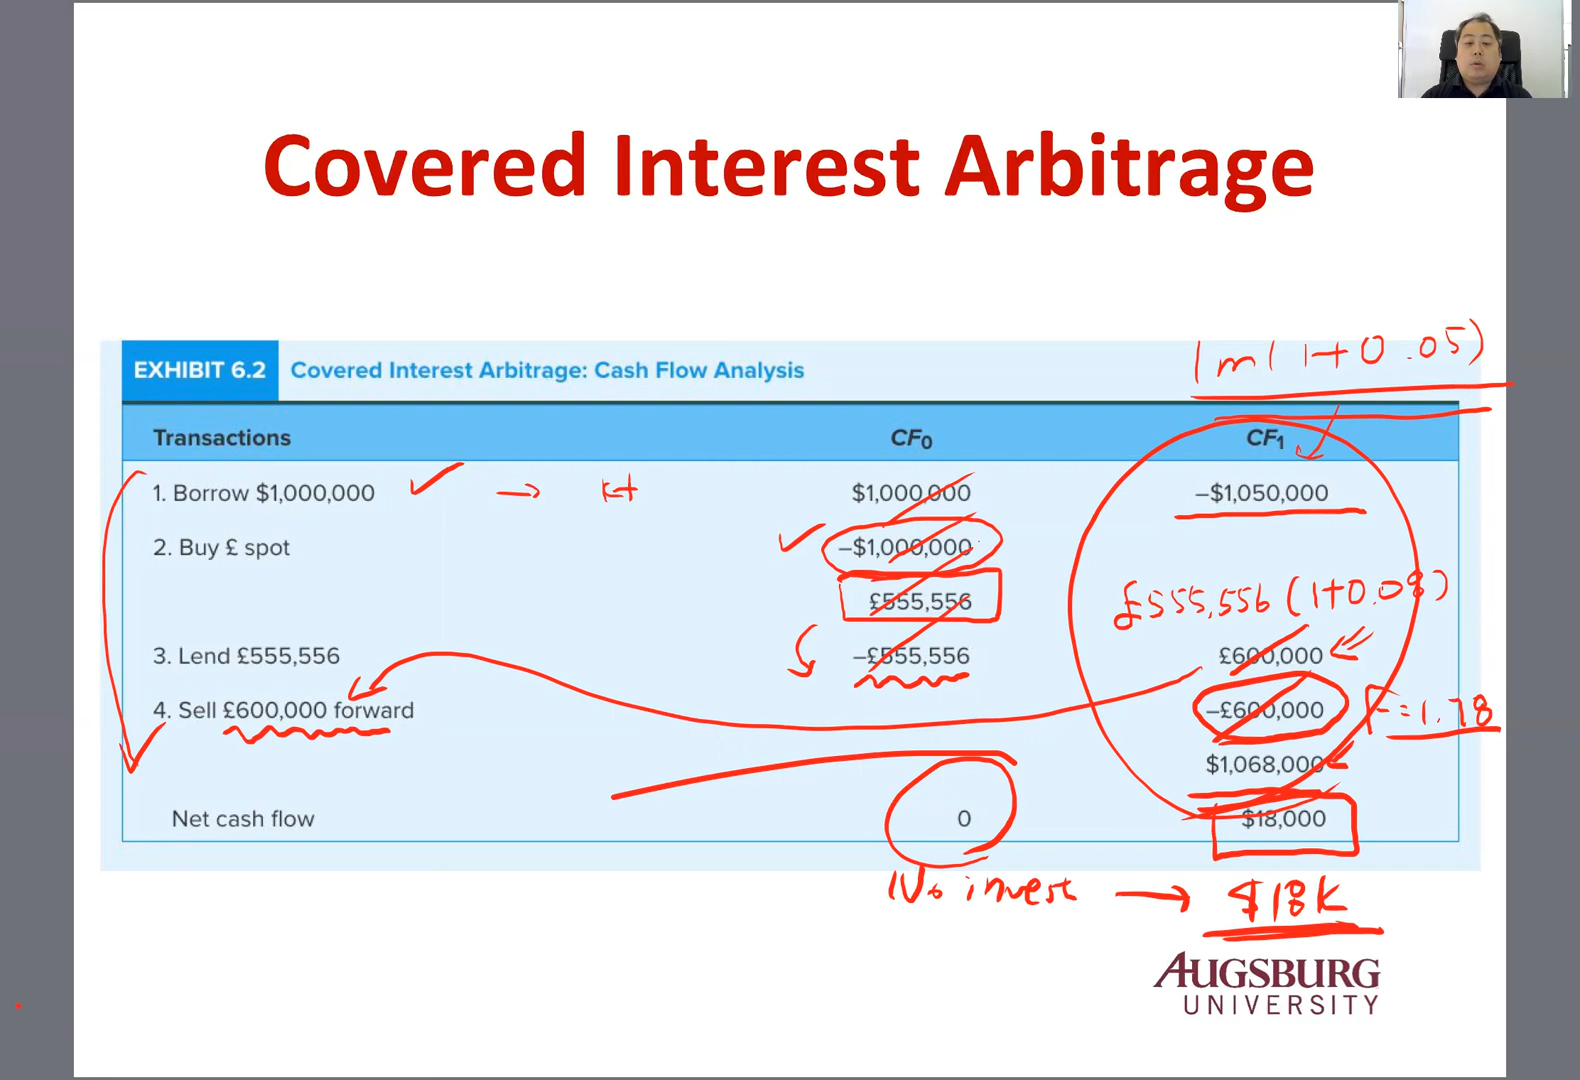 Covered Interest Arbitrage
1m(1+0.05)
EXHIBIT 6.2 Covered Interest Arbitrage: Cash Flow Analysis
Transactions CF0 CF1
1. Borrow $1,000,000 → $1,000,000 –$1,050,000
2. Buy £ spot –$1,000,000
£555,556 £555,556(1+0.08)
3. Lend £555,556 –£555,556 £600,000
4. Sell £600,000 forward –£600,000 F=1.78
$1,068,000
Net cash flow 0 $18,000
No invest → $18K
AUGSBURG
UNIVERSITY